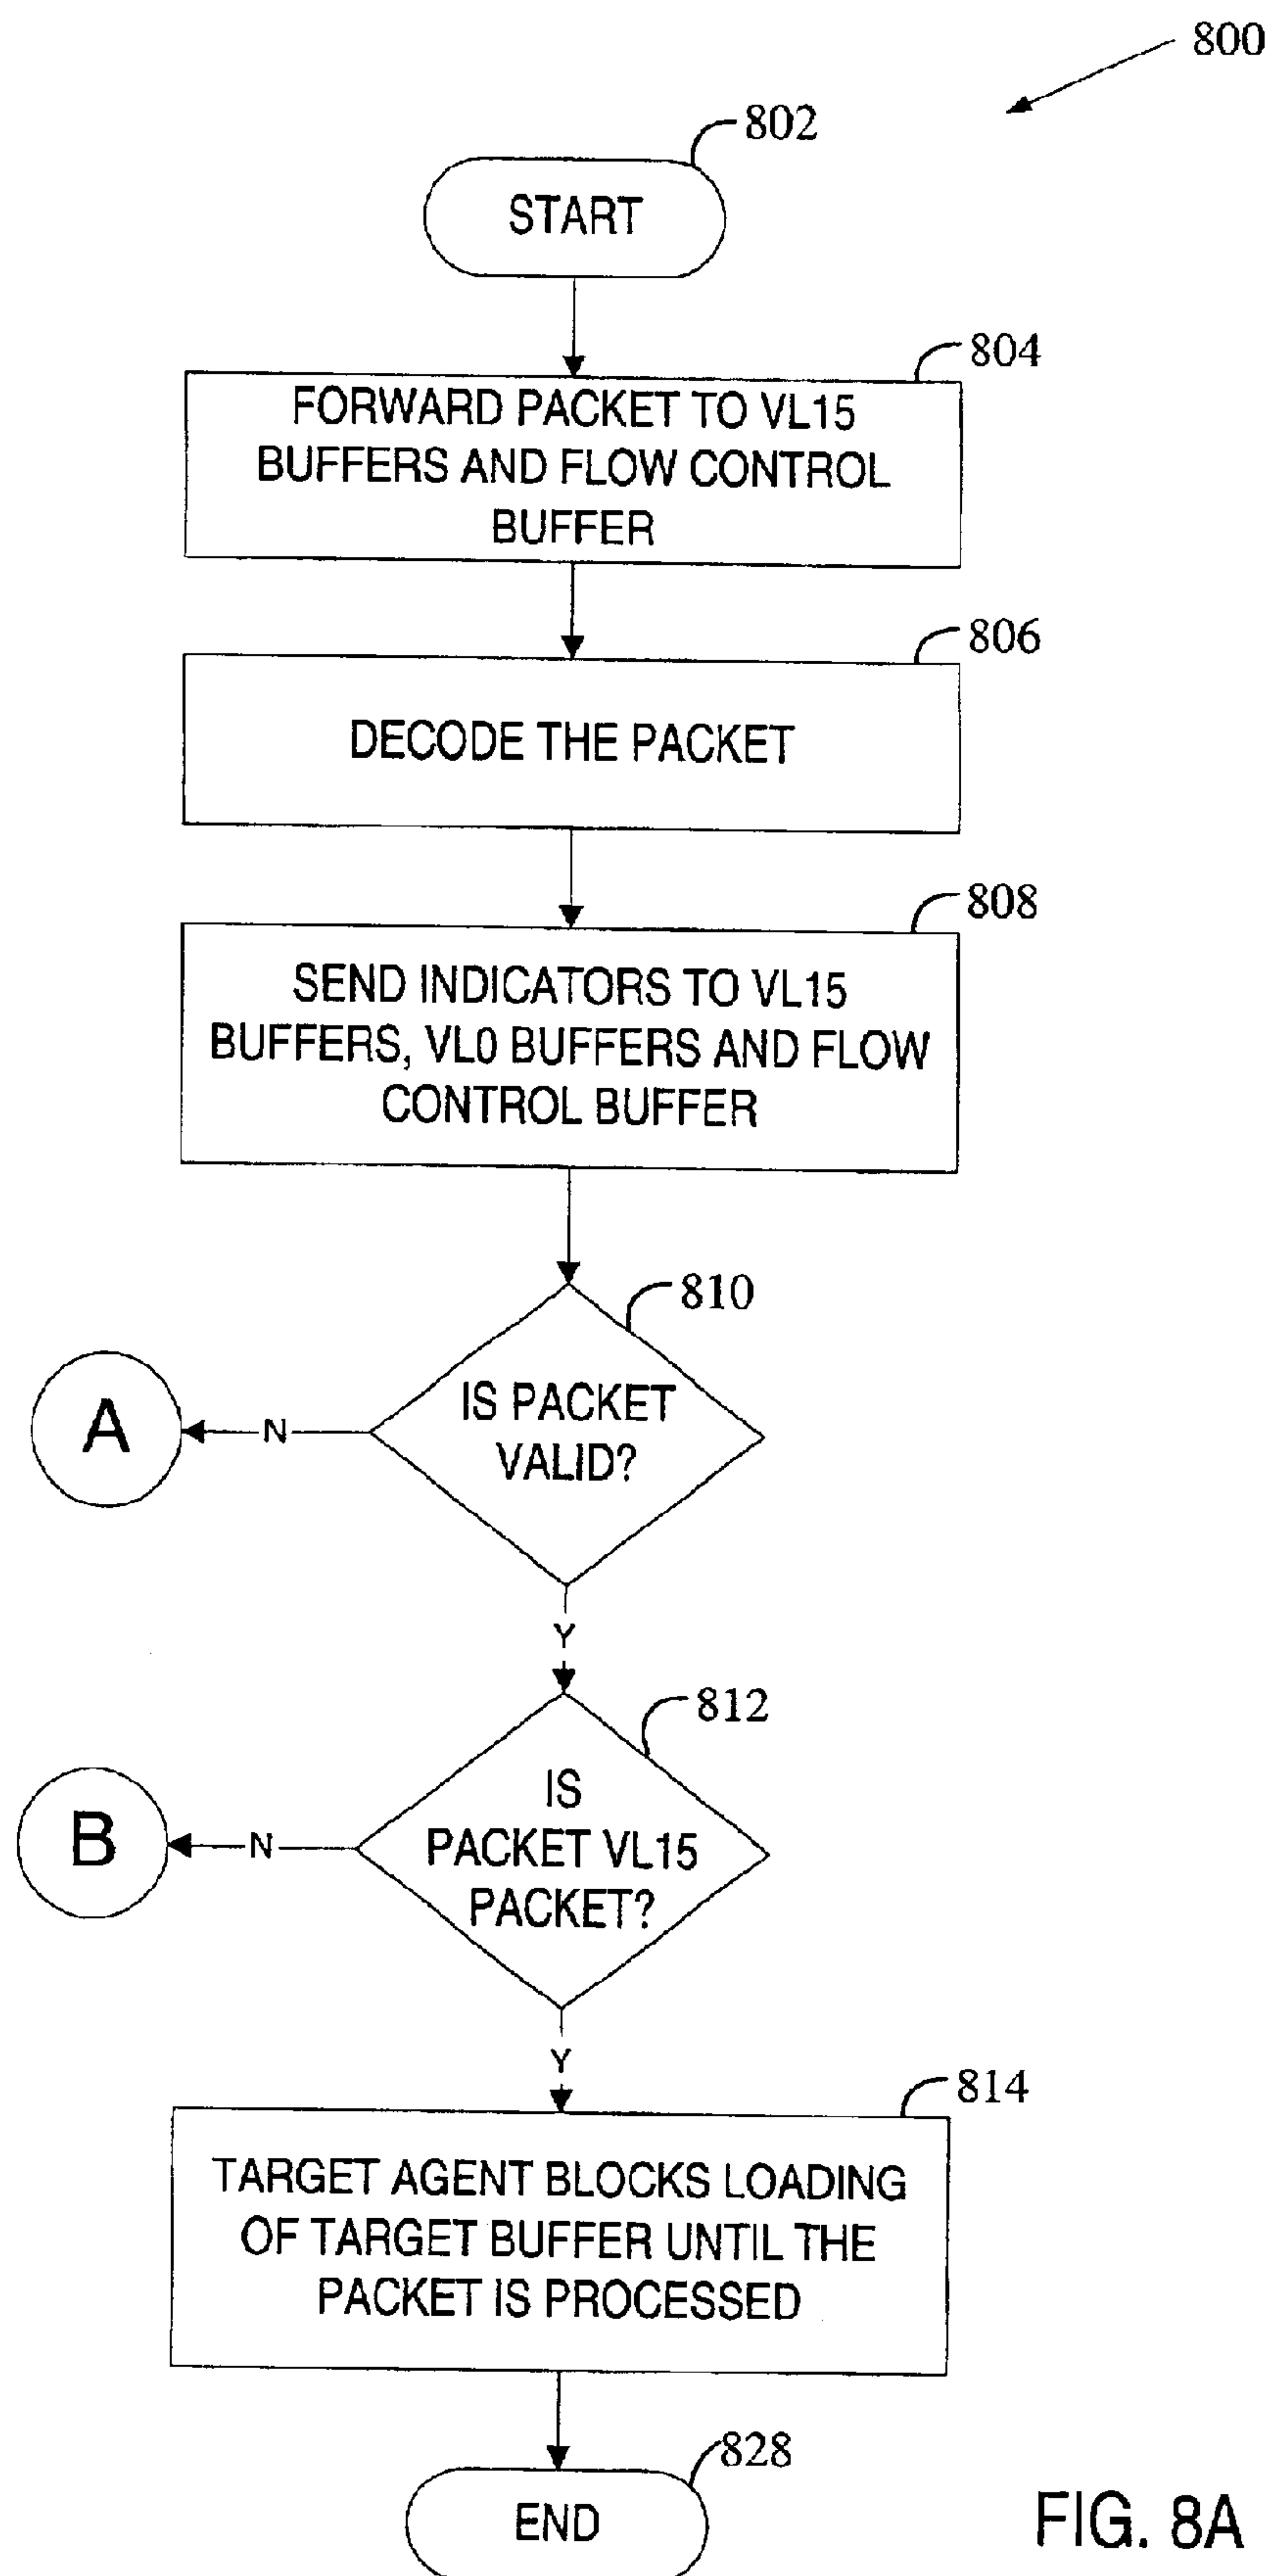 800
802
START
804
FORWARD PACKET TO VL15
BUFFERS AND FLOW CONTROL
BUFFER
806
DECODE THE PACKET
808
SEND INDICATORS TO VL15
BUFFERS, VL0 BUFFERS AND FLOW
CONTROL BUFFER
810
IS PACKET
VALID?
N
A
Y
812
IS
PACKET VL15
PACKET?
N
B
Y
814
TARGET AGENT BLOCKS LOADING
OF TARGET BUFFER UNTIL THE
PACKET IS PROCESSED
828
END
FIG. 8A